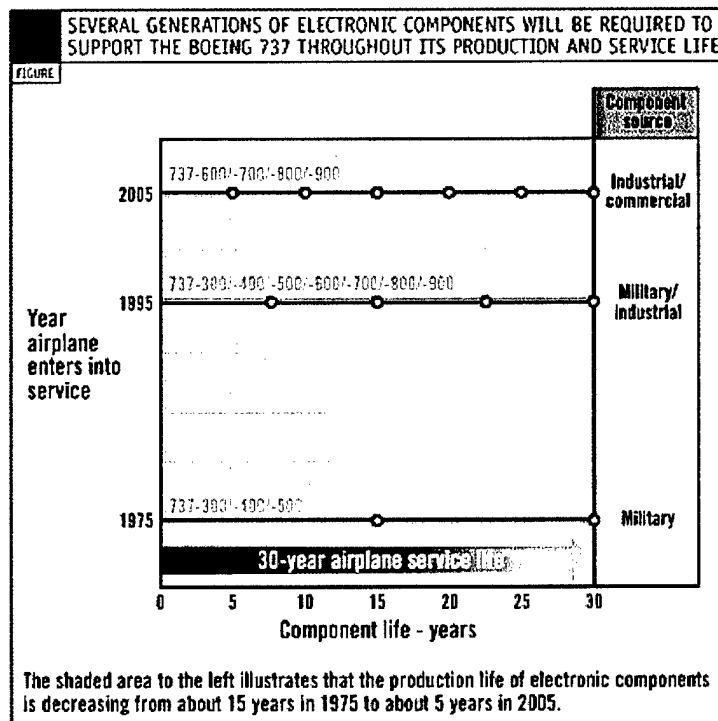 SEVERAL GENERATIONS OF ELECTRONIC COMPONENTS WILL BE REQUIRED TO
SUPPORT THE BOEING 737 THROUGHOUT ITS PRODUCTION AND SERVICE LIFE
FIGURE
Component
source
737-600/-700/-800/-900
2005
Industrial/
commercial
737-300/-400/-500/-600/-700/-800/-900
1995
Military/
industrial
Year
airplane
enters into
service
737-300/-400/-500
1975
Military
30-year airplane service life
0 5 10 15 20 25 30
Component life - years
The shaded area to the left illustrates that the production life of electronic components
is decreasing from about 15 years in 1975 to about 5 years in 2005.